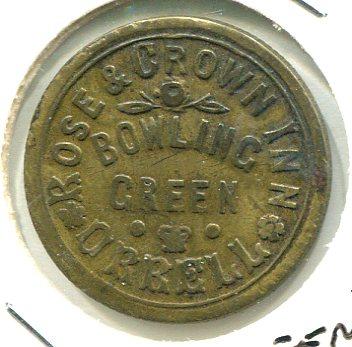 ROSE & CROWN INN
BOWLING
GREEN
ORRELL